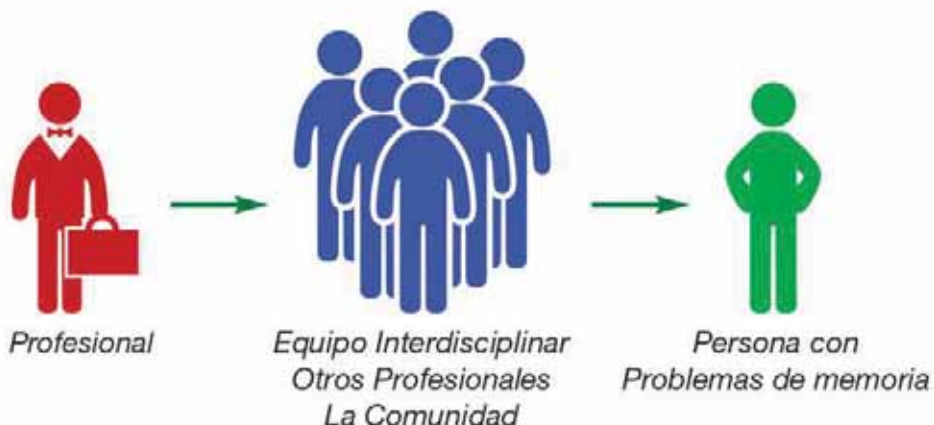 Profesional
Equipo Interdisciplinar
Otros Profesionales
La Comunidad
Persona con
Problemas de memoria